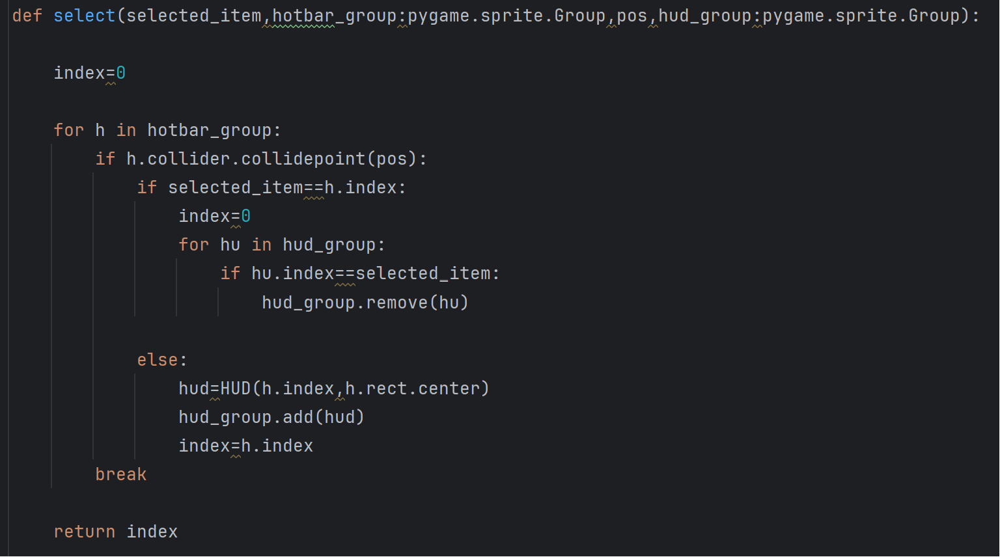 def select(selected_item,hotbar_group:pygame.sprite.Group,pos,hud_group:pygame.sprite.Group):
    index=0
    for h in hotbar_group:
        if h.collider.collidepoint(pos):
            if selected_item==h.index:
                index=0
                for hu in hud_group:
                    if hu.index==selected_item:
                        hud_group.remove(hu)
            else:
                hud=HUD(h.index,h.rect.center)
                hud_group.add(hud)
                index=h.index
        break
    return index